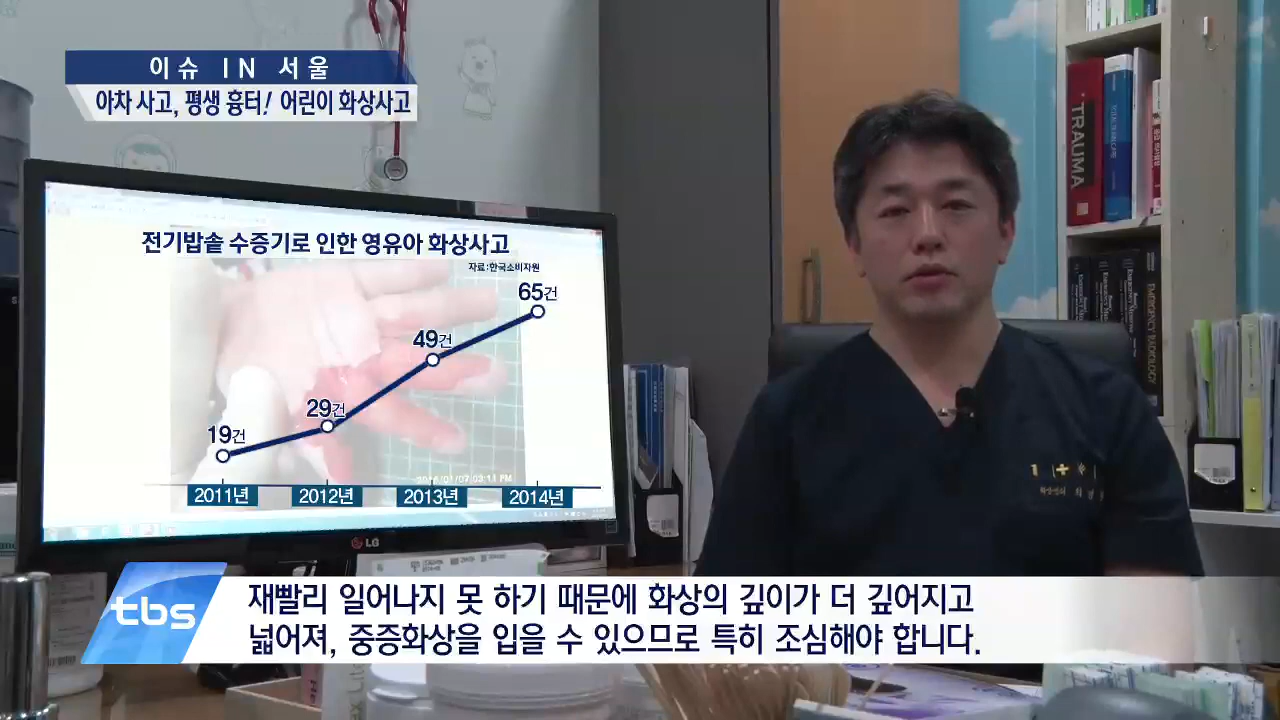 이슈 IN 서울
아차 사고, 평생 흉터! 어린이 화상사고
전기밥솥 수증기로 인한 영유아 화상사고
자료:한국소비자원
65건
49건
29건
19건
2011년
2012년
2013년
2014년
LG
TRAUMA
EMERGENCY RADIOLOGY
tbs
재빨리 일어나지 못 하기 때문에 화상의 깊이가 더 깊어지고
넓어져, 중증화상을 입을 수 있으므로 특히 조심해야 합니다.